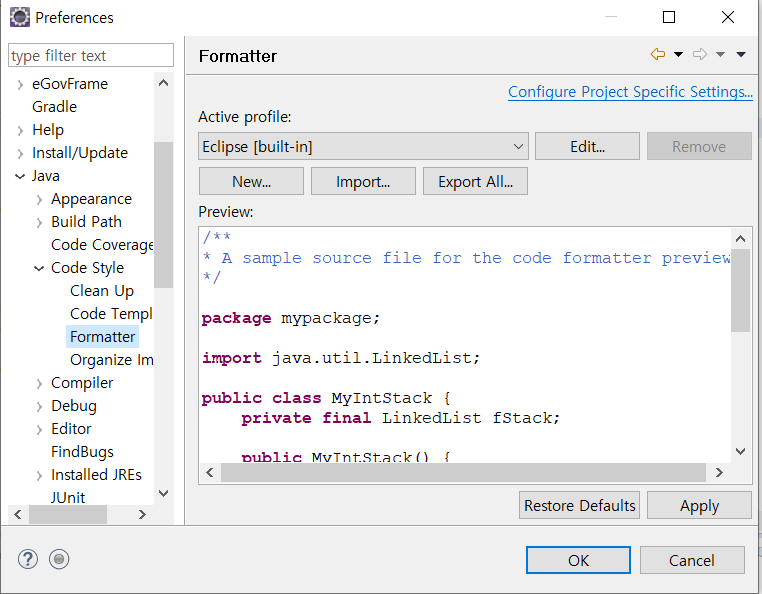 Preferences
type filter text
eGovFrame
Gradle
Help
Install/Update
Java
Appearance
Build Path
Code Coverage
Code Style
Clean Up
Code Templ
Formatter
Organize Im
Compiler
Debug
Editor
FindBugs
Installed JREs
JUnit
Formatter
Configure Project Specific Settings...
Active profile:
Eclipse [built-in]
Edit...
Remove
New...
Import...
Export All...
Preview:
/**
* A sample source file for the code formatter preview
*/
package mypackage;
import java.util.LinkedList;
public class MyIntStack {
private final LinkedList fStack;
public MyIntStack() {
Restore Defaults
Apply
?
OK
Cancel